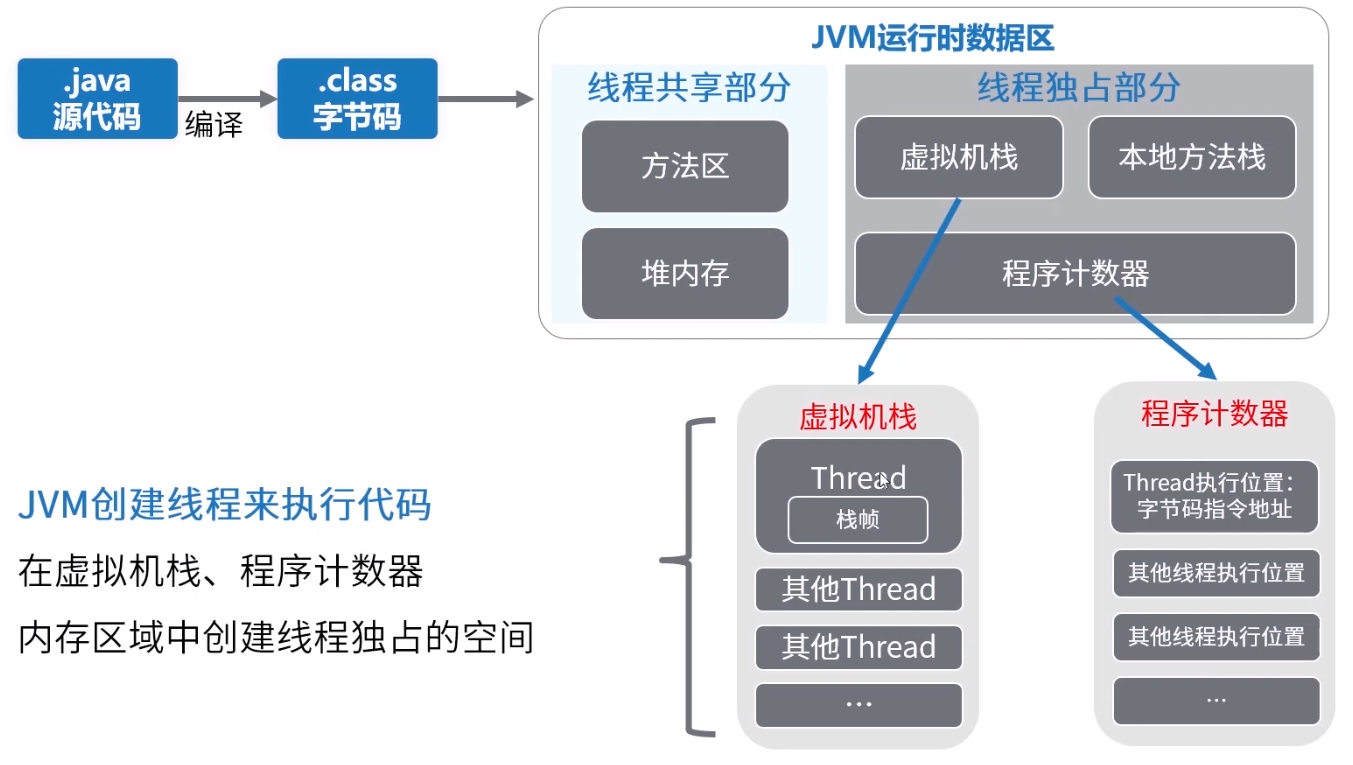 .java
源代码
编译
.class
字节码
JVM运行时数据区
线程共享部分
方法区
堆内存
线程独占部分
虚拟机栈
本地方法栈
程序计数器
JVM创建线程来执行代码
在虚拟机栈、程序计数器
内存区域中创建线程独占的空间
虚拟机栈
Thread
栈帧
其他Thread
其他Thread
...
程序计数器
Thread执行位置：
字节码指令地址
其他线程执行位置
其他线程执行位置
...